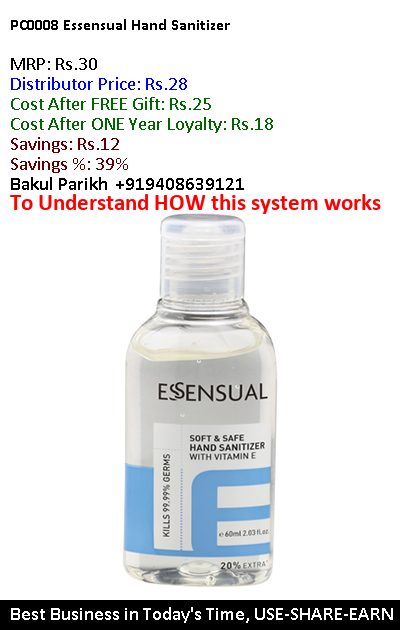 PC0008 Essensual Hand Sanitizer
MRP: Rs.30
Distributor Price: Rs.28
Cost After FREE Gift: Rs.25
Cost After ONE Year Loyalty: Rs.18
Savings: Rs.12
Savings %: 39%
Bakul Parikh +919408639121
To Understand HOW this system works
ESSENSUAL
SOFT & SAFE
HAND SANITIZER
WITH VITAMIN E
KILLS 99.99% GERMS
e 60ml 2.03 fl.oz.
20% EXTRA*
Best Business in Today's Time, USE-SHARE-EARN